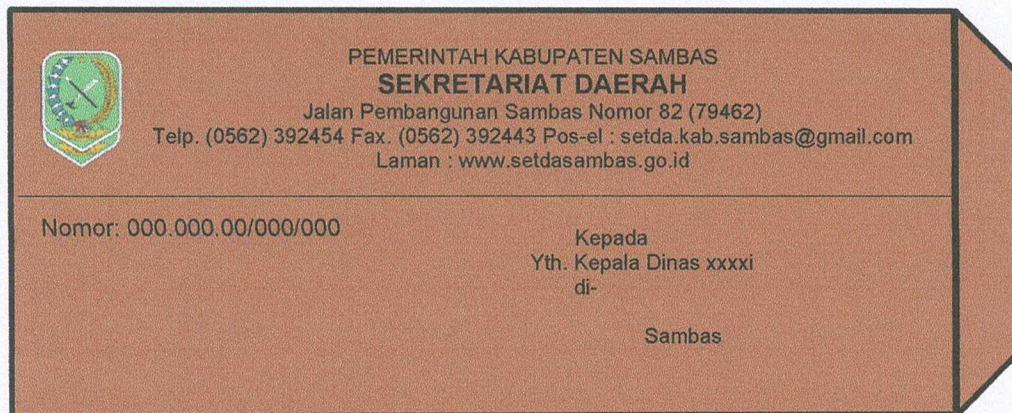 PEMERINTAH KABUPATEN SAMBAS
SEKRETARIAT DAERAH
Jalan Pembangunan Sambas Nomor 82 (79462)
Telp. (0562) 392454 Fax. (0562) 392443 Pos-el : setda.kab.sambas@gmail.com
Laman : www.setdasambas.go.id
Nomor: 000.000.00/000/000
Kepada
Yth. Kepala Dinas xxxxi
di-
Sambas